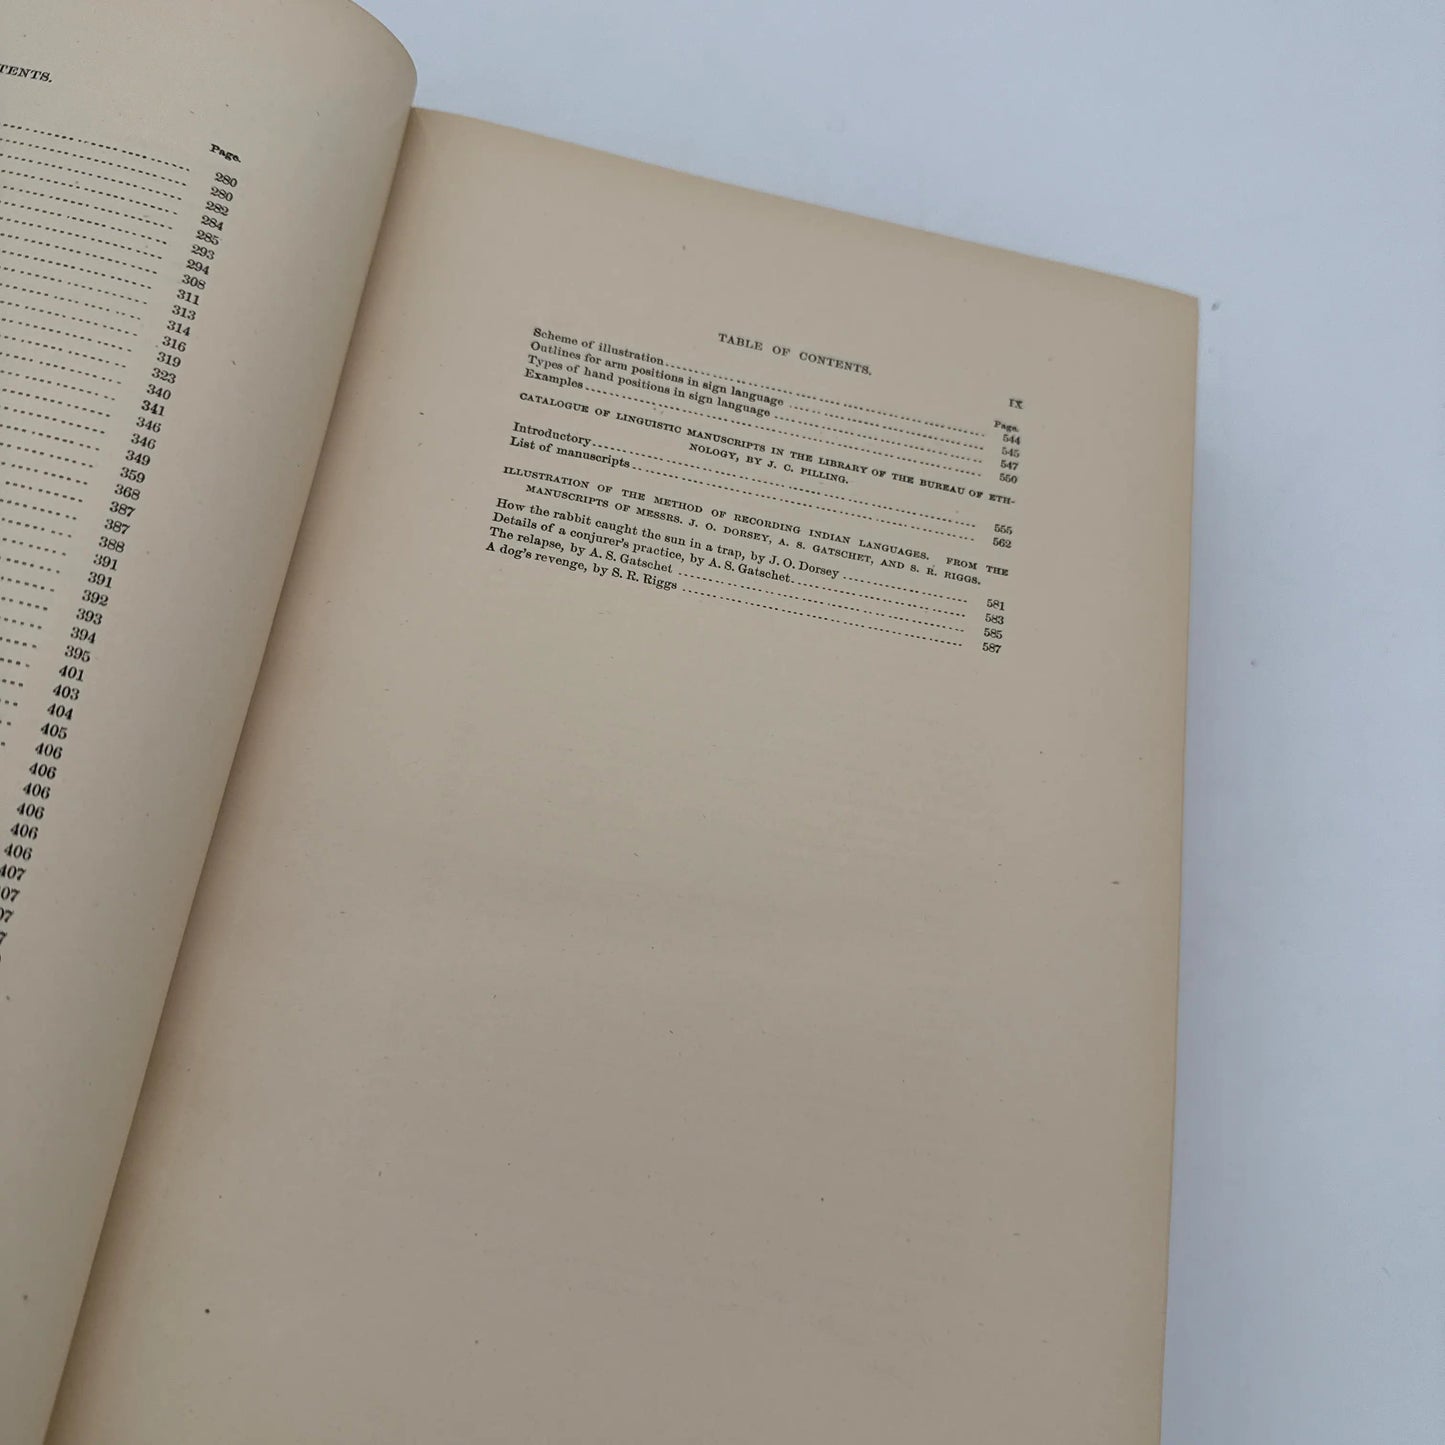 TENTS.
Page.
280
280
282
284
285
293
294
308
311
313
314
316
319
323
340
341
346
346
349
359
368
387
387
388
391
391
392
393
394
395
401
403
404
405
406
406
406
406
406
406
407
07
07
7
TABLE OF CONTENTS. IX
Page.
Scheme of illustration 544
Outlines for arm positions in sign language 545
Types of hand positions in sign language 547
Examples 550
CATALOGUE OF LINGUISTIC MANUSCRIPTS IN THE LIBRARY OF THE BUREAU OF ETH-
NOLOGY, BY J. C. PILLING.
Introductory 555
List of manuscripts 562
ILLUSTRATION OF THE METHOD OF RECORDING INDIAN LANGUAGES. FROM THE
MANUSCRIPTS OF MESSRS. J. O. DORSEY, A. S. GATSCHET, AND S. R. RIGGS.
How the rabbit caught the sun in a trap, by J. O. Dorsey 581
Details of a conjurer's practice, by A. S. Gatschet 583
The relapse, by A. S. Gatschet 585
A dog's revenge, by S. R. Riggs 587